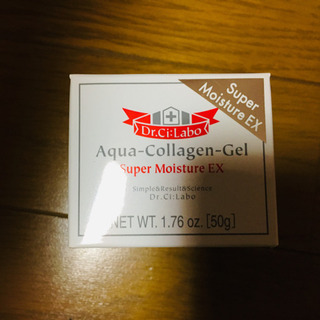 Super
Moisture EX
Dr.Ci:Labo
Aqua-Collagen-Gel
Super Moisture EX
Simple&Result&Science
Dr.Ci:Labo
NET WT. 1.76 oz. [50g]